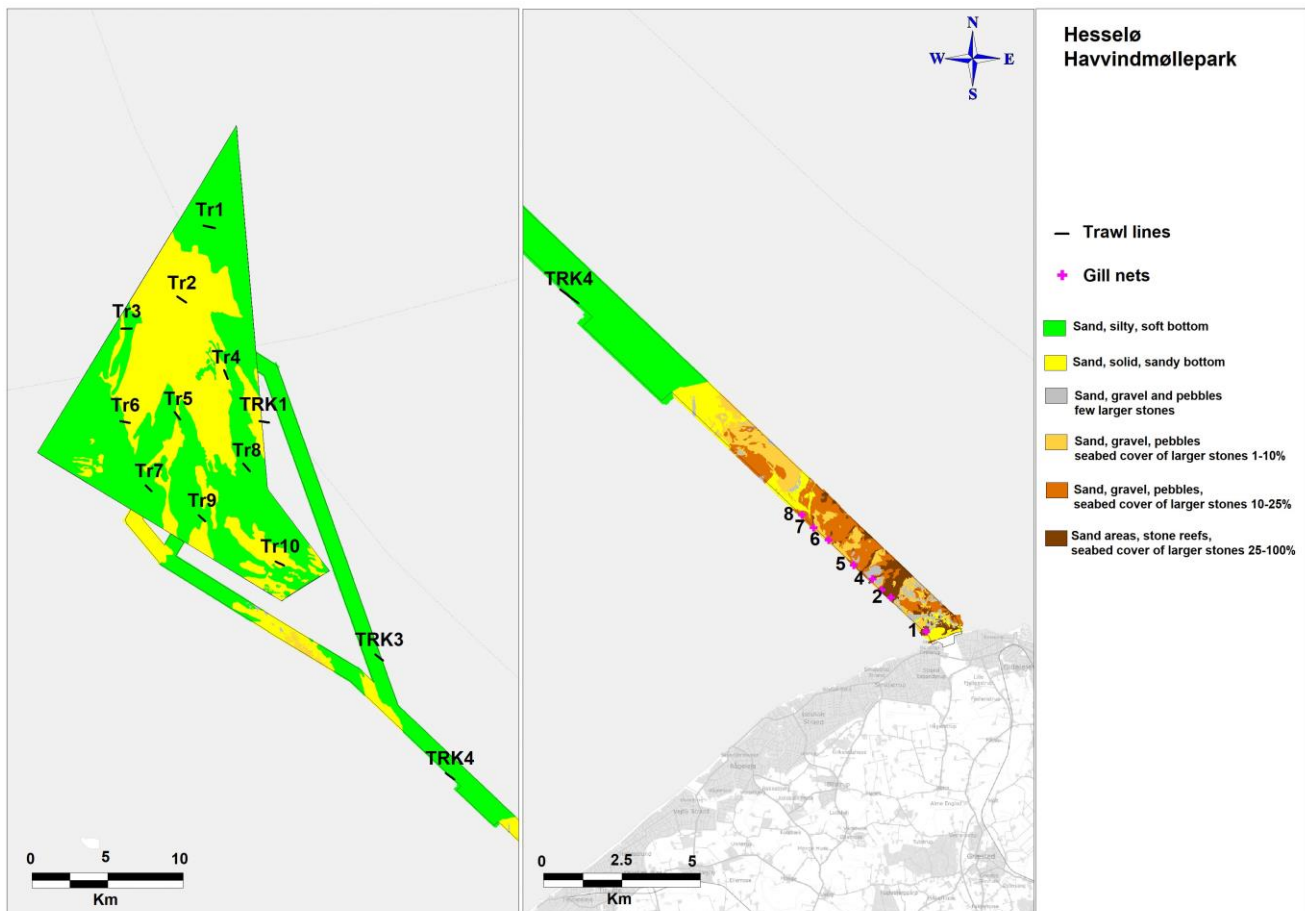 Tr1
Tr2
Tr3
Tr4
Tr6
Tr5
TRK1
Tr8
Tr7
Tr9
Tr10
TRK3
TRK4
0 5 10
Km
N
W E
S
TRK4
8
7
6
5
4
2
1
0 2.5 5
Km
Hesselø
Havvindmøllepark
Trawl lines
Gill nets
Sand, silty, soft bottom
Sand, solid, sandy bottom
Sand, gravel and pebbles
few larger stones
Sand, gravel, pebbles
seabed cover of larger stones 1-10%
Sand, gravel, pebbles,
seabed cover of larger stones 10-25%
Sand areas, stone reefs,
seabed cover of larger stones 25-100%